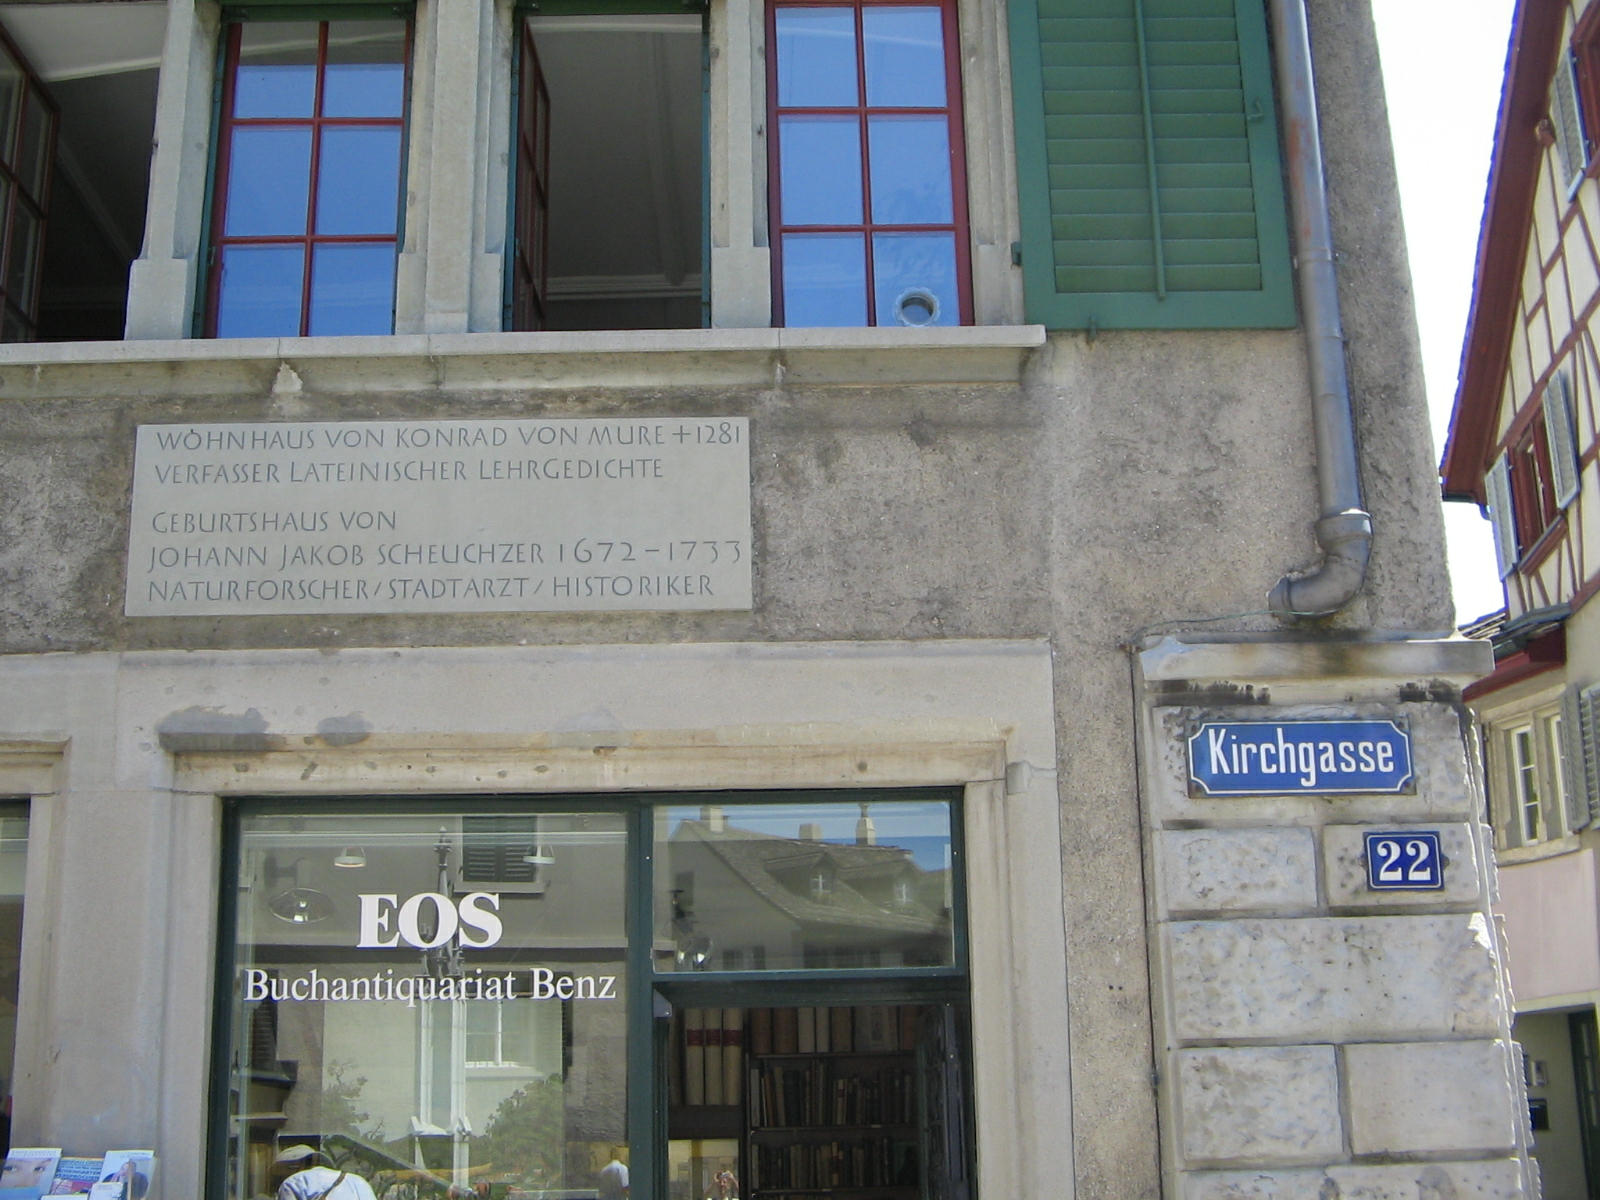 WOHNHAUS VON KONRAD VON MURE +1281
VERFASSER LATEINISCHER LEHRGEDICHTE
GEBURTSHAUS VON
JOHANN JAKOB SCHEUCHZER 1672–1733
NATURFORSCHER/STADTARZT/HISTORIKER
Kirchgasse
22
EOS
Buchantiquariat Benz